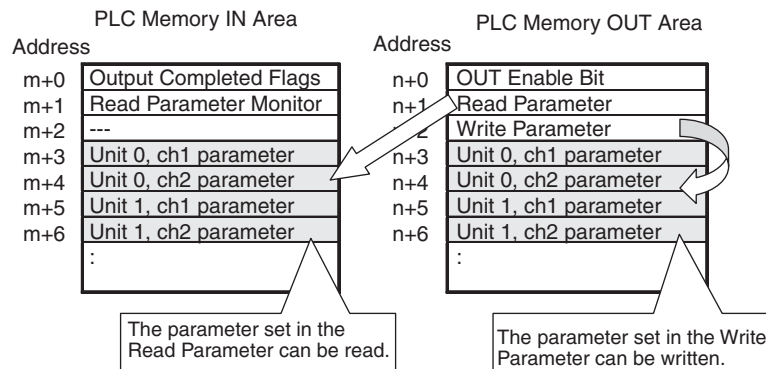 PLC Memory IN Area
Address
m+0 Output Completed Flags
m+1 Read Parameter Monitor
m+2 ---
m+3 Unit 0, ch1 parameter
m+4 Unit 0, ch2 parameter
m+5 Unit 1, ch1 parameter
m+6 Unit 1, ch2 parameter
:
The parameter set in the
Read Parameter can be read.
PLC Memory OUT Area
Address
n+0 OUT Enable Bit
n+1 Read Parameter
n+2 Write Parameter
n+3 Unit 0, ch1 parameter
n+4 Unit 0, ch2 parameter
n+5 Unit 1, ch1 parameter
n+6 Unit 1, ch2 parameter
:
The parameter set in the Write
Parameter can be written.